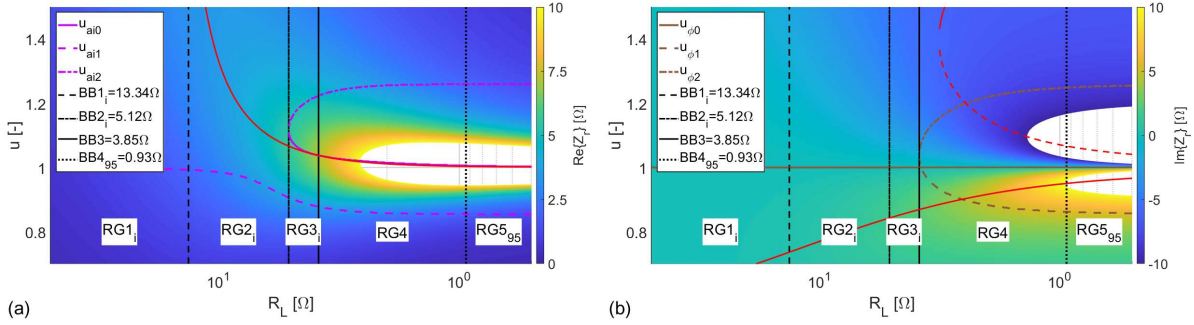 1.4
1.2
1
0.8
u [-]
u_ai0
u_ai1
u_ai2
BB1_i=13.34Ω
BB2_i=5.12Ω
BB3=3.85Ω
BB4_95=0.93Ω
RG1_i
RG2_i
RG3_i
RG4
RG5_95
10^1
10^0
R_L [Ω]
(a)
10
7.5
5
2.5
0
Re{Z_r} [Ω]
1.4
1.2
1
0.8
u [-]
u_ϕ0
u_ϕ1
u_ϕ2
BB1_i=13.34Ω
BB2_i=5.12Ω
BB3=3.85Ω
BB4_95=0.93Ω
RG1_i
RG2_i
RG3_i
RG4
RG5_95
10^1
10^0
R_L [Ω]
(b)
10
5
0
-5
-10
Im{Z_r} [Ω]